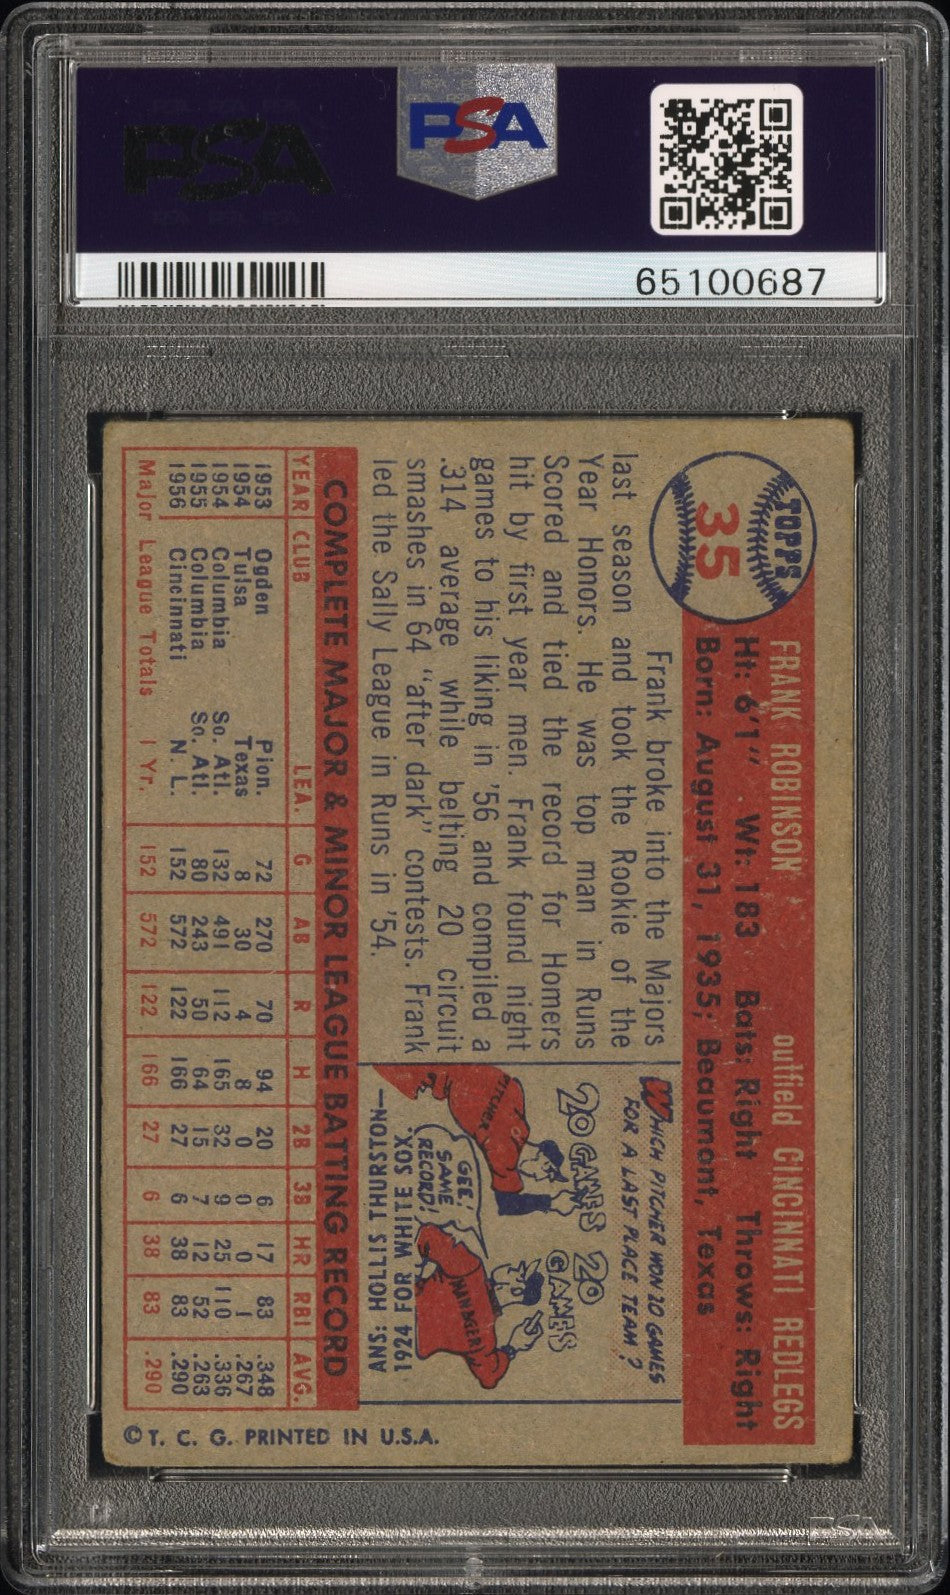 PSA
PSA
65100687
TOPPS
35
FRANK ROBINSON outfield CINCINNATI REDLEGS
Ht: 6'1" Wt: 183 Bats: Right Throws: Right
Born: August 31, 1935; Beaumont, Texas
Frank broke into the Majors
last season and took the Rookie of the
Year Honors. He was top man in Runs
Scored and tied the record for Homers
hit by first year men. Frank found night
games to his liking in '56 and compiled a
.314 average while belting 20 circuit
smashes in 64 "after dark" contests. Frank
led the Sally League in Runs in '54.
WHICH PITCHER WON 20 GAMES
FOR A LAST PLACE TEAM?
20 GAMES
20 GAMES
PITCHER
MANAGER
GEE!
SAME
RECORD!
ANS: HOLLIS THURSTON—
1924 FOR WHITE SOX.
COMPLETE MAJOR & MINOR LEAGUE BATTING RECORD
YEAR CLUB LEA. G AB R H 2B 3B HR RBI AVG.
1953 Ogden Pion. 72 270 70 94 20 6 17 83 .348
1954 Tulsa Texas 8 30 4 8 0 0 0 1 .267
1954 Columbia So. Atl. 132 491 112 165 32 9 25 110 .336
1955 Columbia So. Atl. 80 243 50 64 15 7 12 52 .263
1956 Cincinnati N. L. 152 572 122 166 27 6 38 83 .290
Major League Totals 1 Yr. 152 572 122 166 27 6 38 83 .290
© T. C. G. PRINTED IN U.S.A.
PSA